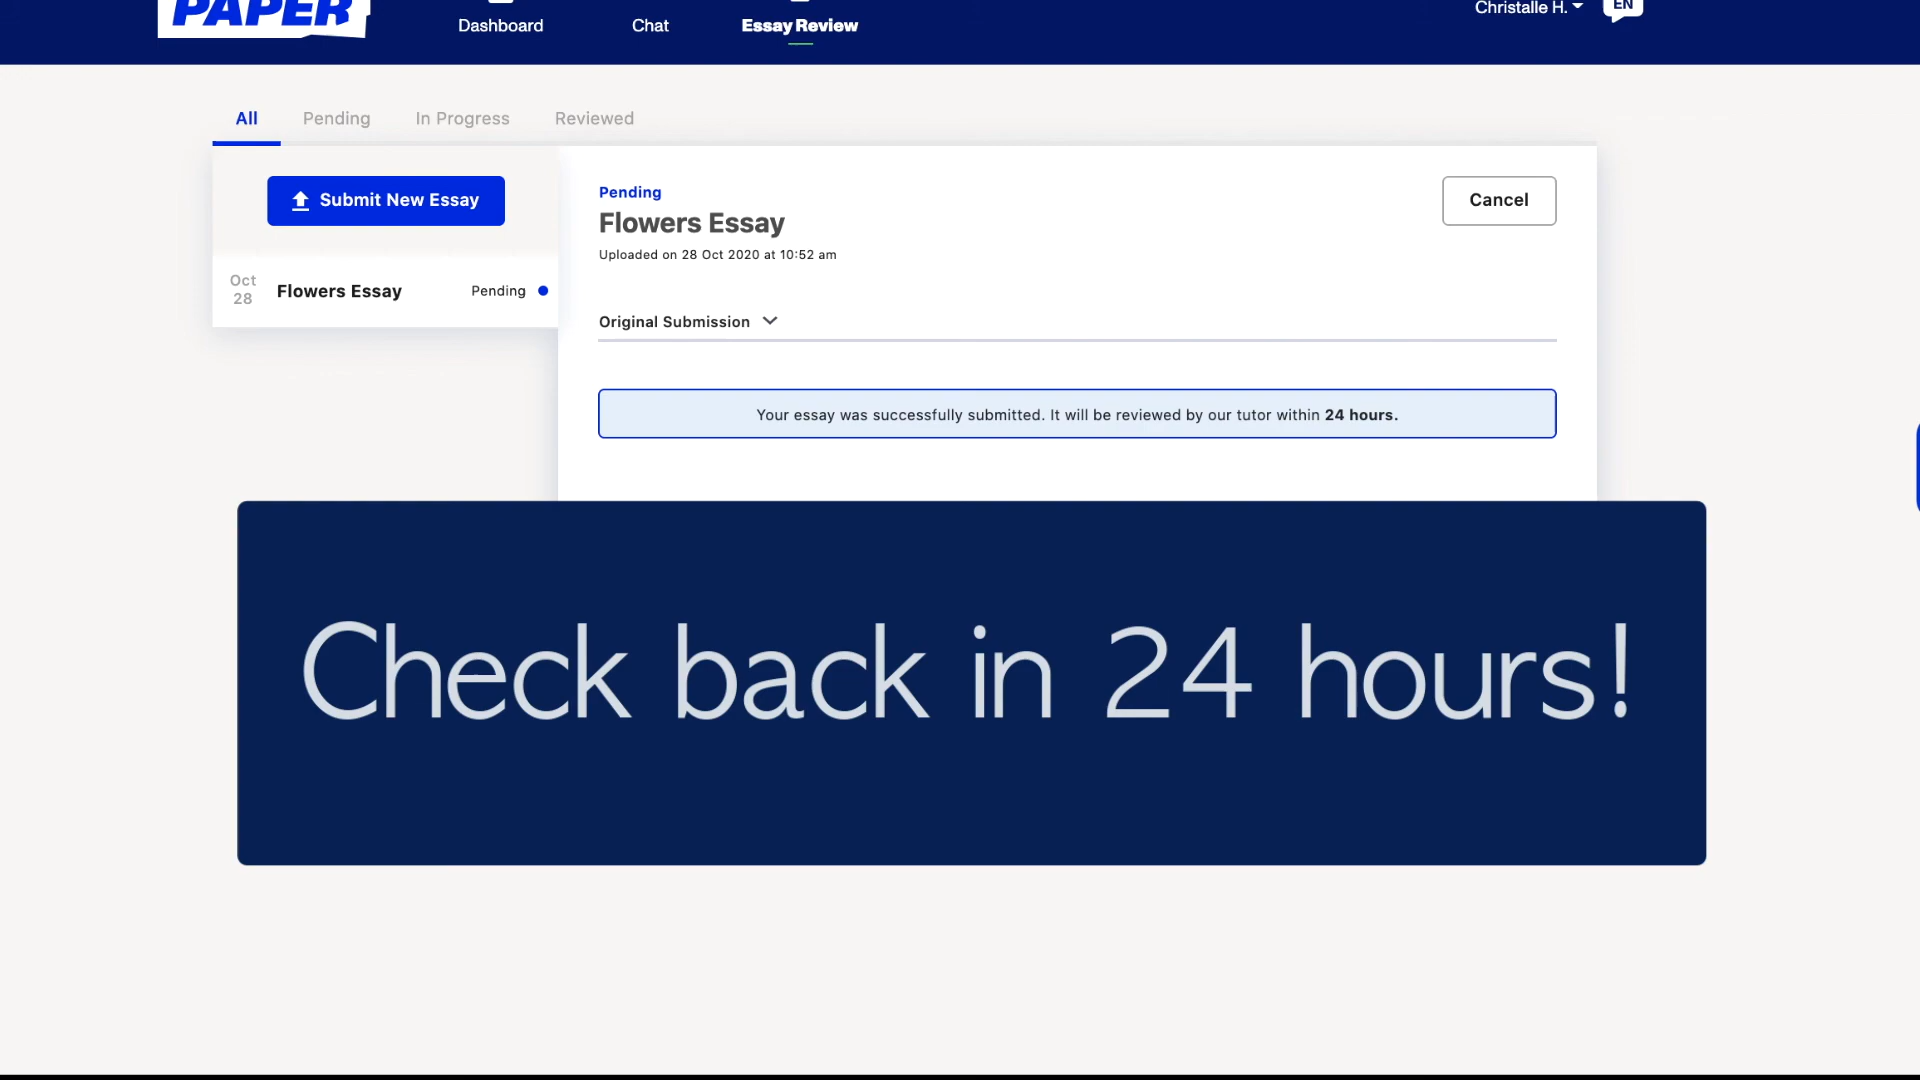 PAPER
Dashboard
Chat
Essay Review
Christalle H.
EN
All
Pending
In Progress
Reviewed
Submit New Essay
Oct
28
Flowers Essay
Pending
Pending
Flowers Essay
Uploaded on 28 Oct 2020 at 10:52 am
Cancel
Original Submission
Your essay was successfully submitted. It will be reviewed by our tutor within 24 hours.
Check back in 24 hours!